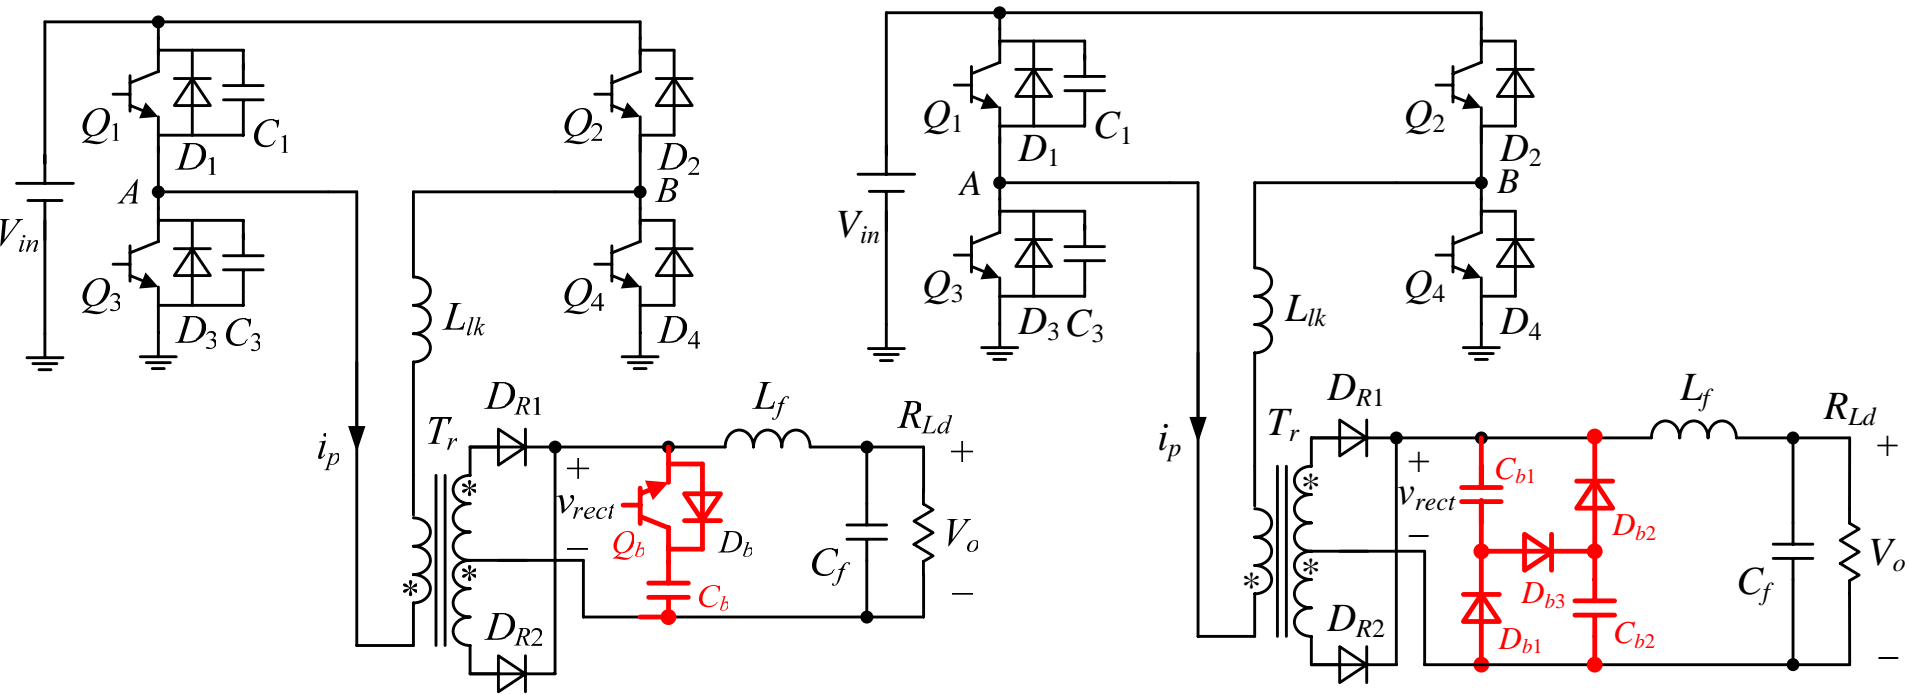 Q1
D1
C1
Q2
D2
A
B
Vin
Q3
D3
C3
Q4
D4
Llk
DR1
Lf
RLd
Tr
ip
*
*
*
+
vrect
−
Qb
Db
Cb
Cf
+
Vo
−
DR2
Q1
D1
C1
Q2
D2
A
B
Vin
Q3
D3
C3
Q4
D4
Llk
DR1
Lf
RLd
Tr
ip
*
*
*
+
vrect
−
Cb1
Db2
Db3
Db1
Cb2
Cf
+
Vo
−
DR2